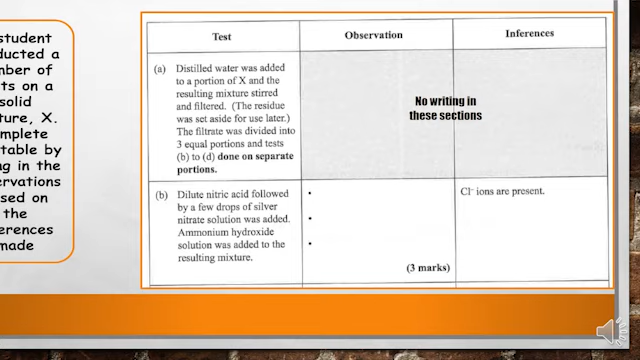 student
ducted a
mber of
ts on a
solid
ture, X.
mplete
table by
ng in the
ervations
sed on
the
erences
made
Test
Observation
Inferences
(a) Distilled water was added
to a portion of X and the
resulting mixture stirred
and filtered. (The residue
was set aside for use later.)
The filtrate was divided into
3 equal portions and tests
(b) to (d) done on separate
portions.
No writing in
these sections
(b) Dilute nitric acid followed
by a few drops of silver
nitrate solution was added.
Ammonium hydroxide
solution was added to the
resulting mixture.
•
•
•
(3 marks)
Cl⁻ ions are present.